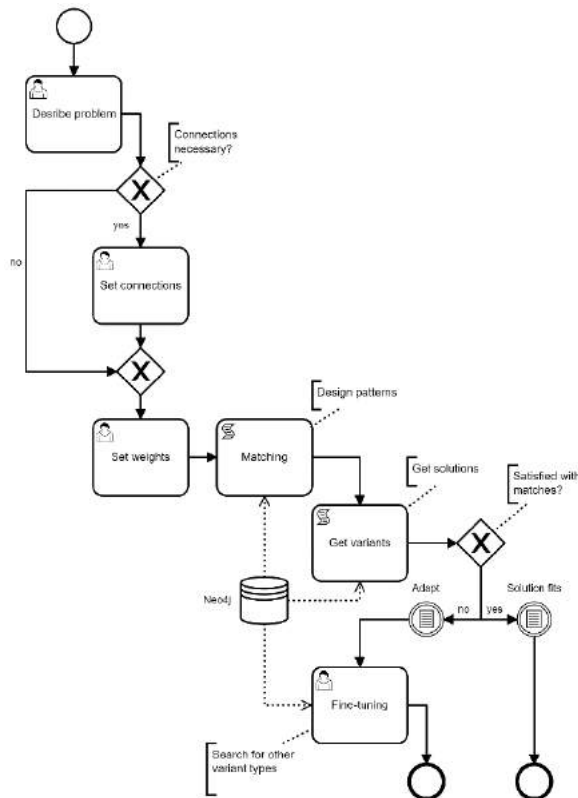 Desribe problem
Connections
necessary?
yes
no
Set connections
Design patterns
Set weights
Matching
Get solutions
Satisfied with
matches?
Get variants
Neo4j
Adapt
Solution fits
no
yes
Fine-tuning
Search for other
variant types